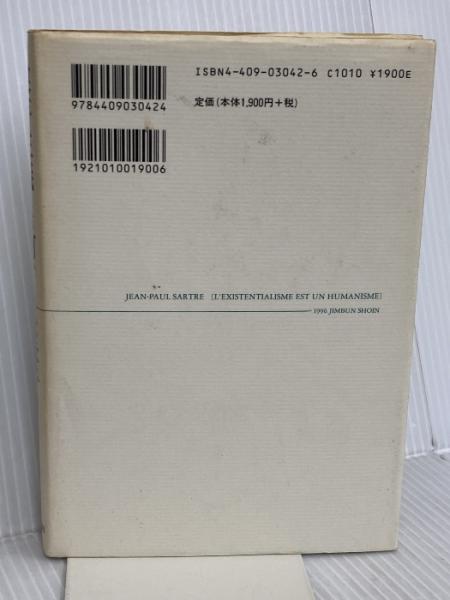 ISBN4-409-03042-6 C1010 ¥1900E
9784409030424
定価(本体1,900円+税)
1921010019006
JEAN-PAUL SARTRE [L'EXISTENTIALISME EST UN HUMANISME]
1996 JIMBUN SHOIN